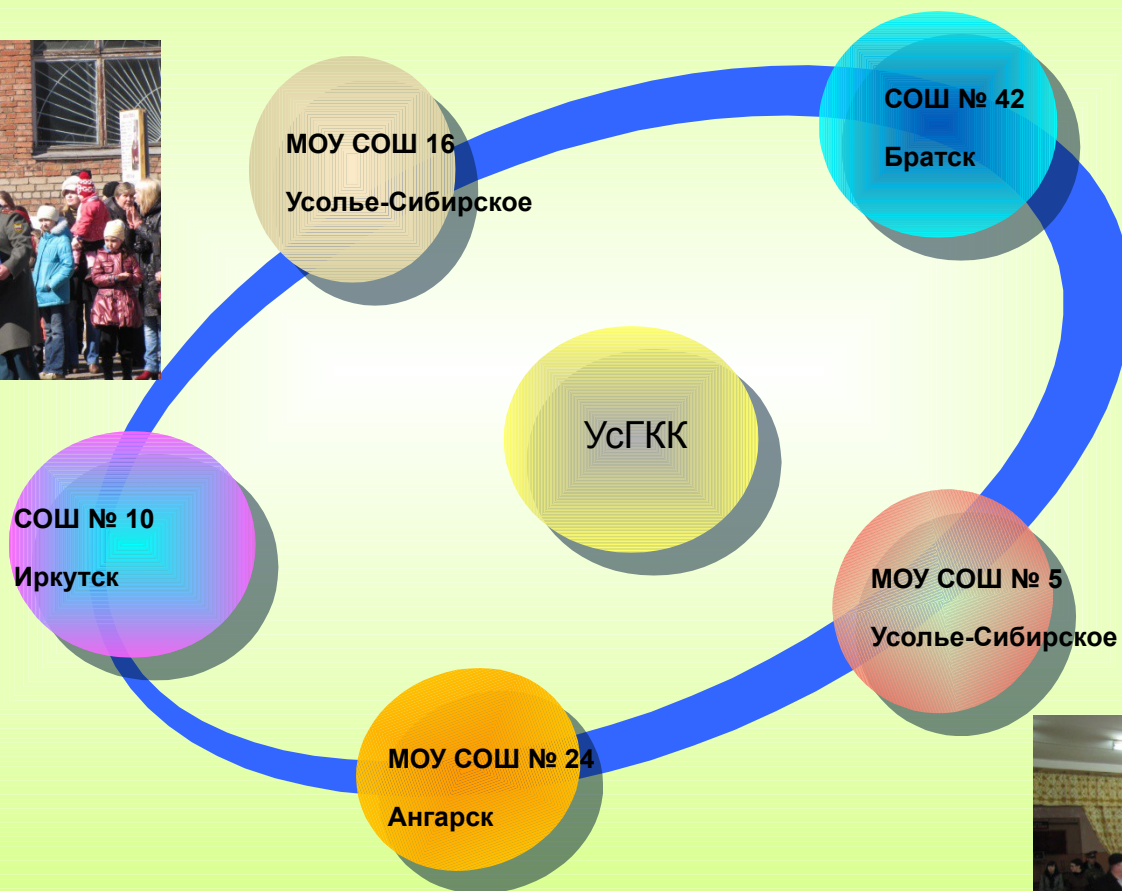 СОШ № 42
Братск
МОУ СОШ 16
Усолье-Сибирское
УсГКК
СОШ № 10
Иркутск
МОУ СОШ № 5
Усолье-Сибирское
МОУ СОШ № 24
Ангарск